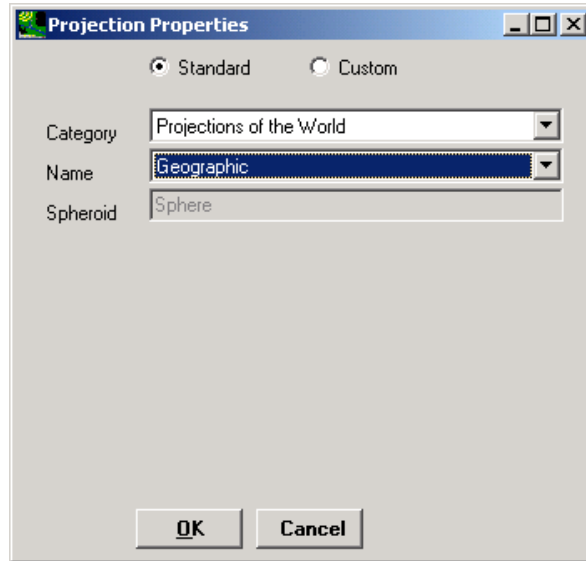 Projection Properties
Standard Custom
Category Projections of the World
Name Geographic
Spheroid Sphere
OK Cancel